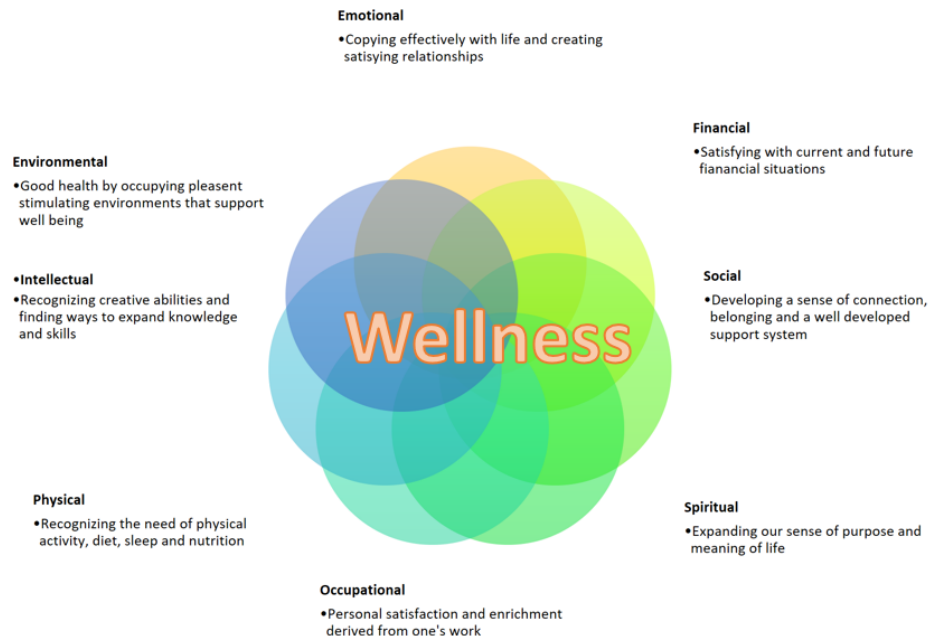 Emotional
•Copying effectively with life and creating
satisying relationships
Financial
•Satisfying with current and future
fianancial situations
Environmental
•Good health by occupying pleasent
stimulating environments that support
well being
•Intellectual
•Recognizing creative abilities and
finding ways to expand knowledge
and skills
Social
•Developing a sense of connection,
belonging and a well developed
support system
Wellness
Physical
•Recognizing the need of physical
activity, diet, sleep and nutrition
Spiritual
•Expanding our sense of purpose and
meaning of life
Occupational
•Personal satisfaction and enrichment
derived from one's work